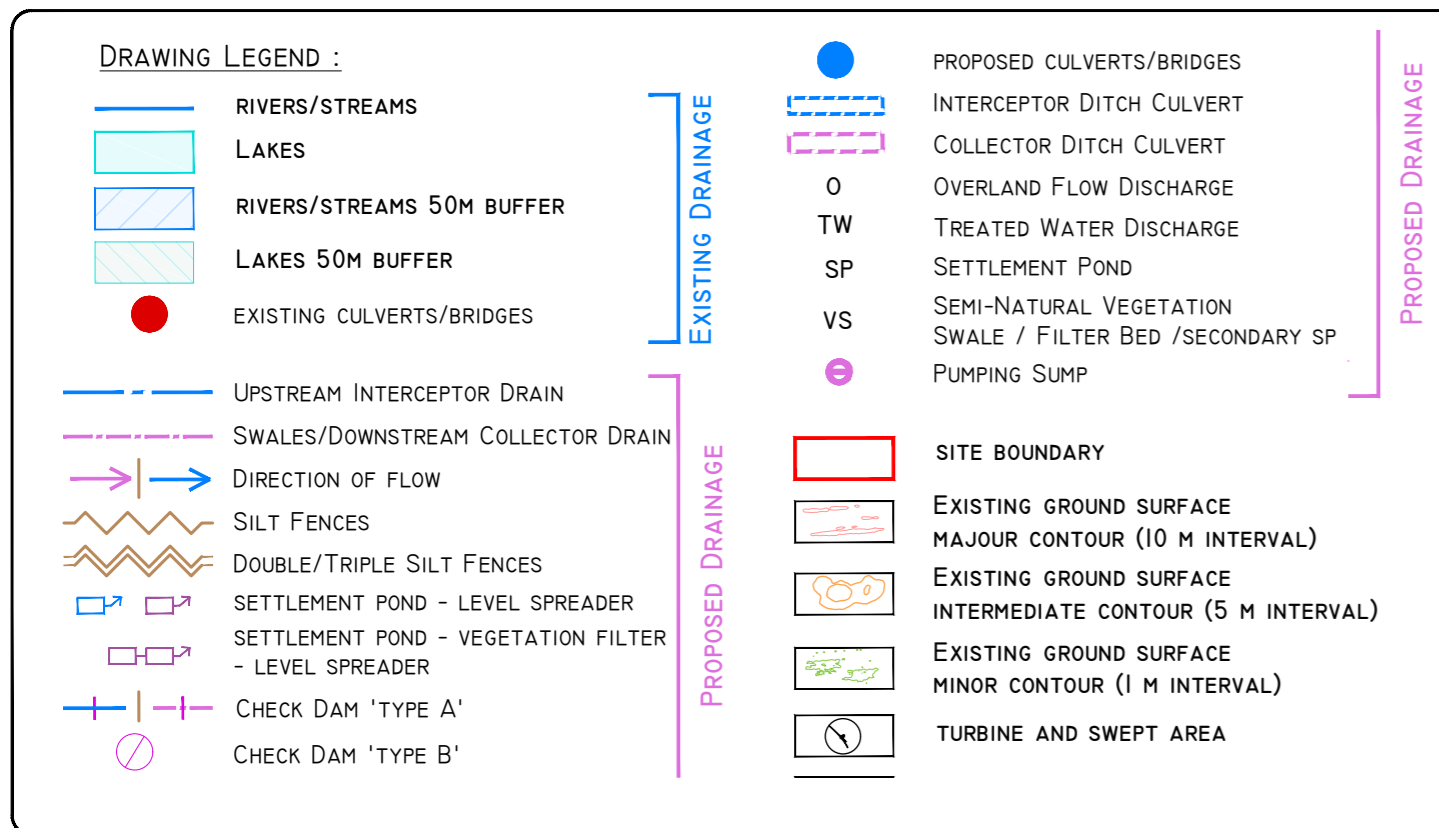 Drawing Legend :
RIVERS/STREAMS
Lakes
RIVERS/STREAMS 50M BUFFER
Lakes 50M BUFFER
EXISTING CULVERTS/BRIDGES
Existing Drainage
Upstream Interceptor Drain
Swales/Downstream Collector Drain
Direction of flow
Silt Fences
Double/Triple Silt Fences
SETTLEMENT POND - LEVEL SPREADER
SETTLEMENT POND - VEGETATION FILTER
- LEVEL SPREADER
Check Dam 'type A'
Check Dam 'type B'
Proposed Drainage
PROPOSED CULVERTS/BRIDGES
Interceptor Ditch Culvert
Collector Ditch Culvert
O Overland Flow Discharge
TW Treated Water Discharge
SP Settlement Pond
VS Semi-Natural Vegetation
Swale / Filter Bed /secondary SP
Pumping Sump
Proposed Drainage
SITE BOUNDARY
Existing ground surface
MAJOUR CONTOUR (10 M INTERVAL)
Existing ground surface
INTERMEDIATE CONTOUR (5 M INTERVAL)
Existing ground surface
MINOR CONTOUR (1 M INTERVAL)
TURBINE AND SWEPT AREA